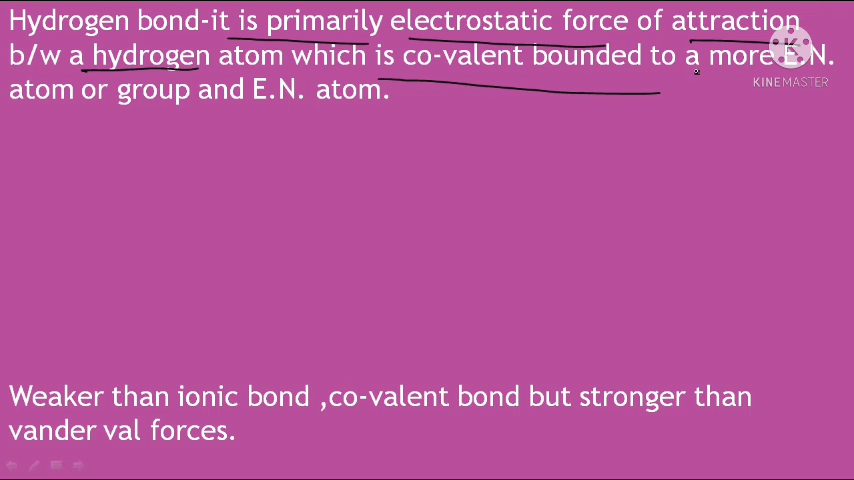 Hydrogen bond-it is primarily electrostatic force of attraction
b/w a hydrogen atom which is co-valent bounded to a more E.N.
KINEMASTER
atom or group and E.N. atom.
Weaker than ionic bond ,co-valent bond but stronger than
vander val forces.